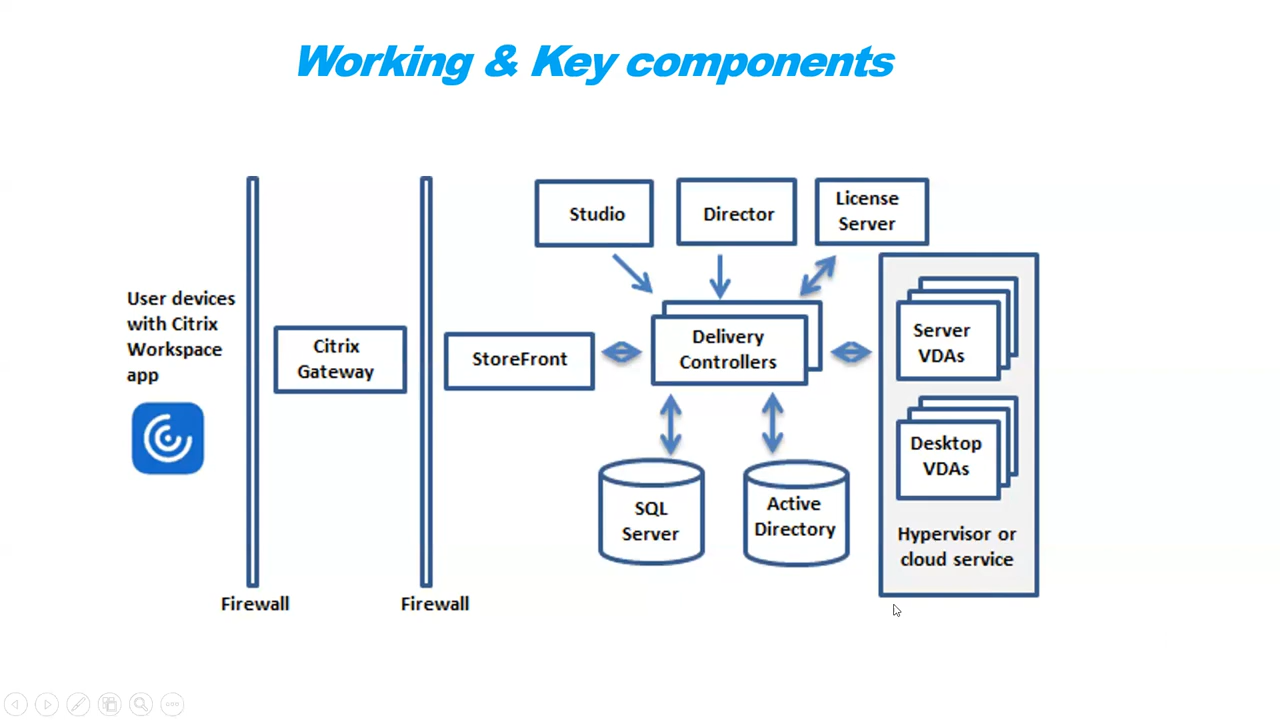 Working & Key components
Studio
Director
License
Server
User devices
with Citrix
Workspace
app
Citrix
Gateway
StoreFront
Delivery
Controllers
Server
VDAs
Desktop
VDAs
SQL
Server
Active
Directory
Hypervisor or
cloud service
Firewall
Firewall